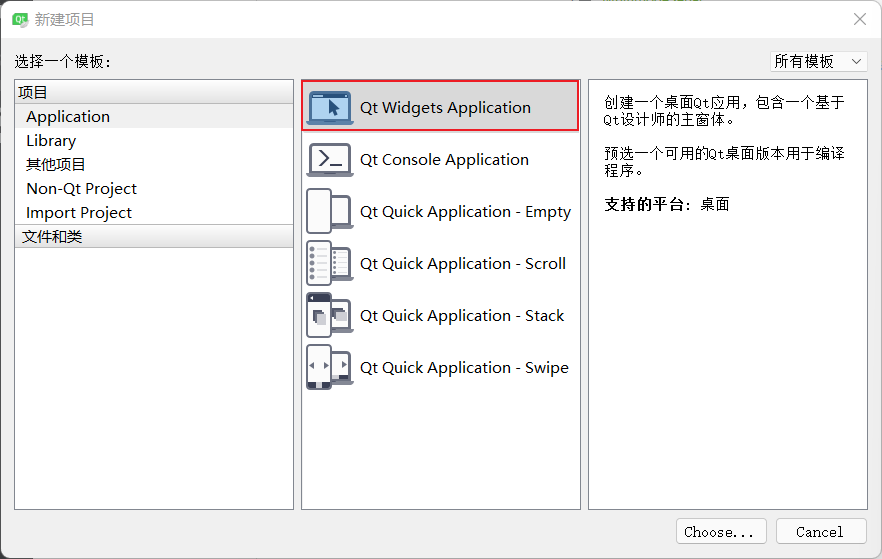 Qt 新建项目
选择一个模板：
所有模板
项目
Application
Library
其他项目
Non-Qt Project
Import Project
文件和类
Qt Widgets Application
Qt Console Application
Qt Quick Application - Empty
Qt Quick Application - Scroll
Qt Quick Application - Stack
Qt Quick Application - Swipe
创建一个桌面Qt应用，包含一个基于
Qt设计师的主窗体。
预选一个可用的Qt桌面版本用于编译
程序。
支持的平台：桌面
Choose...
Cancel